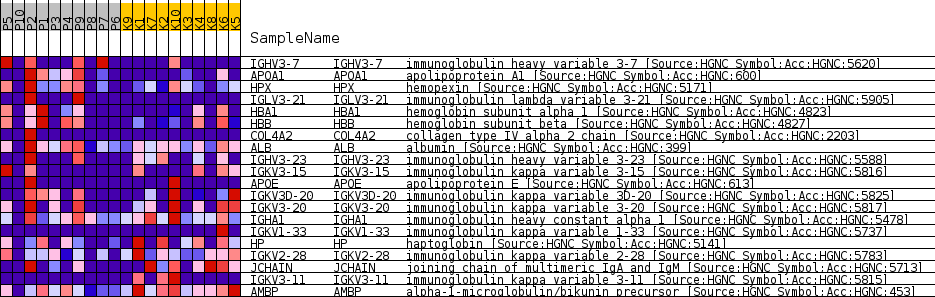 P5 P10 P2 P1 P3 P4 P9 P8 P7 P6 K9 K1 K7 K2 K10 K3 K4 K8 K6 K5
SampleName
IGHV3-7 IGHV3-7 immunoglobulin heavy variable 3-7 [Source:HGNC Symbol;Acc:HGNC:5620]
APOA1 APOA1 apolipoprotein A1 [Source:HGNC Symbol;Acc:HGNC:600]
HPX HPX hemopexin [Source:HGNC Symbol;Acc:HGNC:5171]
IGLV3-21 IGLV3-21 immunoglobulin lambda variable 3-21 [Source:HGNC Symbol;Acc:HGNC:5905]
HBA1 HBA1 hemoglobin subunit alpha 1 [Source:HGNC Symbol;Acc:HGNC:4823]
HBB HBB hemoglobin subunit beta [Source:HGNC Symbol;Acc:HGNC:4827]
COL4A2 COL4A2 collagen type IV alpha 2 chain [Source:HGNC Symbol;Acc:HGNC:2203]
ALB ALB albumin [Source:HGNC Symbol;Acc:HGNC:399]
IGHV3-23 IGHV3-23 immunoglobulin heavy variable 3-23 [Source:HGNC Symbol;Acc:HGNC:5588]
IGKV3-15 IGKV3-15 immunoglobulin kappa variable 3-15 [Source:HGNC Symbol;Acc:HGNC:5816]
APOE APOE apolipoprotein E [Source:HGNC Symbol;Acc:HGNC:613]
IGKV3D-20 IGKV3D-20 immunoglobulin kappa variable 3D-20 [Source:HGNC Symbol;Acc:HGNC:5825]
IGKV3-20 IGKV3-20 immunoglobulin kappa variable 3-20 [Source:HGNC Symbol;Acc:HGNC:5817]
IGHA1 IGHA1 immunoglobulin heavy constant alpha 1 [Source:HGNC Symbol;Acc:HGNC:5478]
IGKV1-33 IGKV1-33 immunoglobulin kappa variable 1-33 [Source:HGNC Symbol;Acc:HGNC:5737]
HP HP haptoglobin [Source:HGNC Symbol;Acc:HGNC:5141]
IGKV2-28 IGKV2-28 immunoglobulin kappa variable 2-28 [Source:HGNC Symbol;Acc:HGNC:5783]
JCHAIN JCHAIN joining chain of multimeric IgA and IgM [Source:HGNC Symbol;Acc:HGNC:5713]
IGKV3-11 IGKV3-11 immunoglobulin kappa variable 3-11 [Source:HGNC Symbol;Acc:HGNC:5815]
AMBP AMBP alpha-1-microglobulin/bikunin precursor [Source:HGNC Symbol;Acc:HGNC:453]